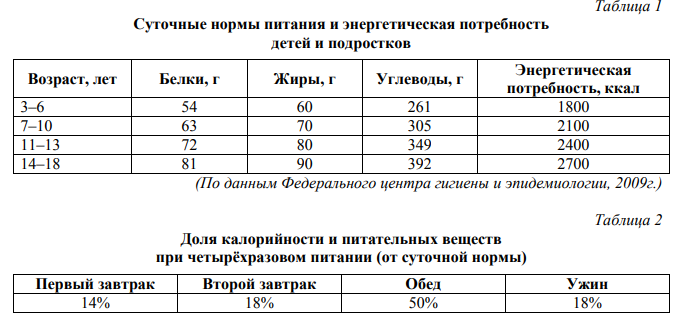 Таблица 1
Суточные нормы питания и энергетическая потребность
детей и подростков
Возраст, лет Белки, г Жиры, г Углеводы, г Энергетическая потребность, ккал
3–6 54 60 261 1800
7–10 63 70 305 2100
11–13 72 80 349 2400
14–18 81 90 392 2700
(По данным Федерального центра гигиены и эпидемиологии, 2009г.)
Таблица 2
Доля калорийности и питательных веществ
при четырёхразовом питании (от суточной нормы)
Первый завтрак Второй завтрак Обед Ужин
14% 18% 50% 18%